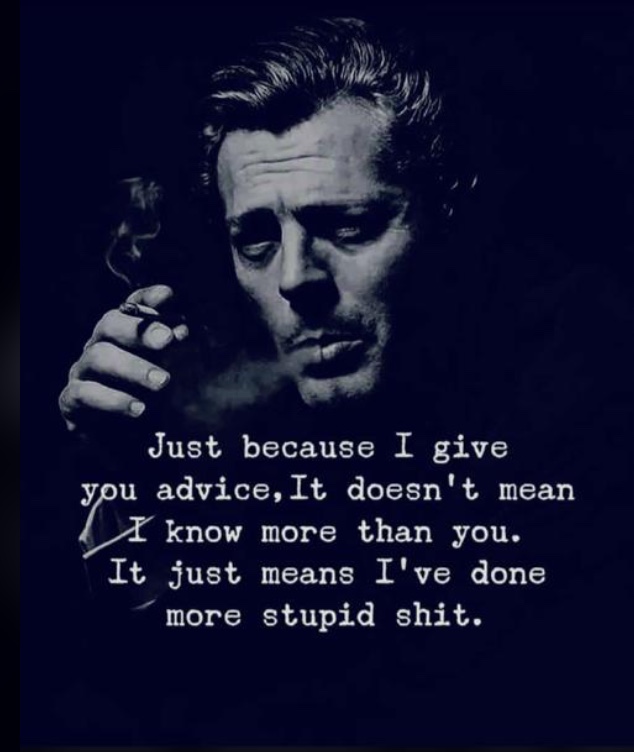 Just because I give
you advice,It doesn't mean
I know more than you.
It just means I've done
more stupid shit.